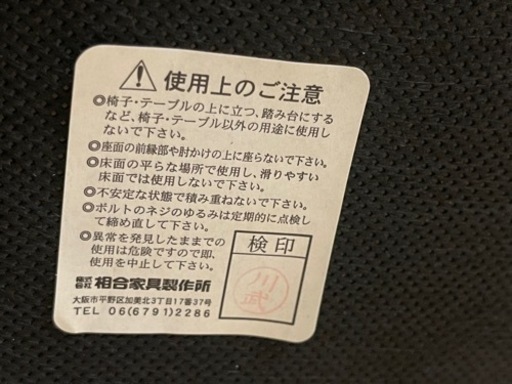 使用上のご注意
◎椅子・テーブルの上に立つ、踏み台にする
など、椅子・テーブル以外の用途に使用し
ないで下さい。
◎座面の前縁部や肘かけの上に座らないで下さい。
◎床面の平らな場所で使用し、滑りやすい
床面では使用しないで下さい。
◎不安定な状態で積み重ねないで下さい。
◎ボルトのネジのゆるみは定期的に点検し
て締め直して下さい。
◎異常を発見したままでの
使用は危険ですので即、
使用を中止して下さい。
検印
川武
株式会社 相合家具製作所
大阪市平野区加美北3丁目17番37号
TEL 06(6791)2286